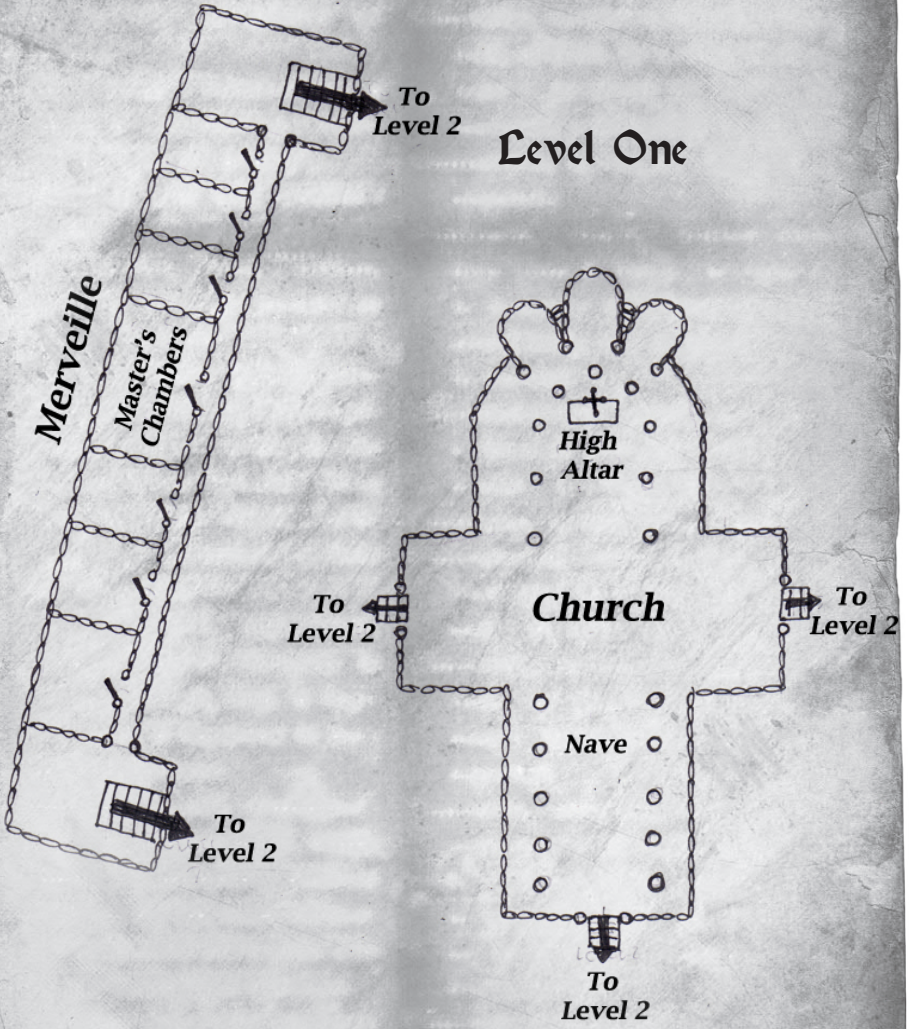 To
Level 2
Level One
Merveille
Master's
Chambers
High
Altar
To
Level 2
Church
To
Level 2
Nave
To
Level 2
To
Level 2